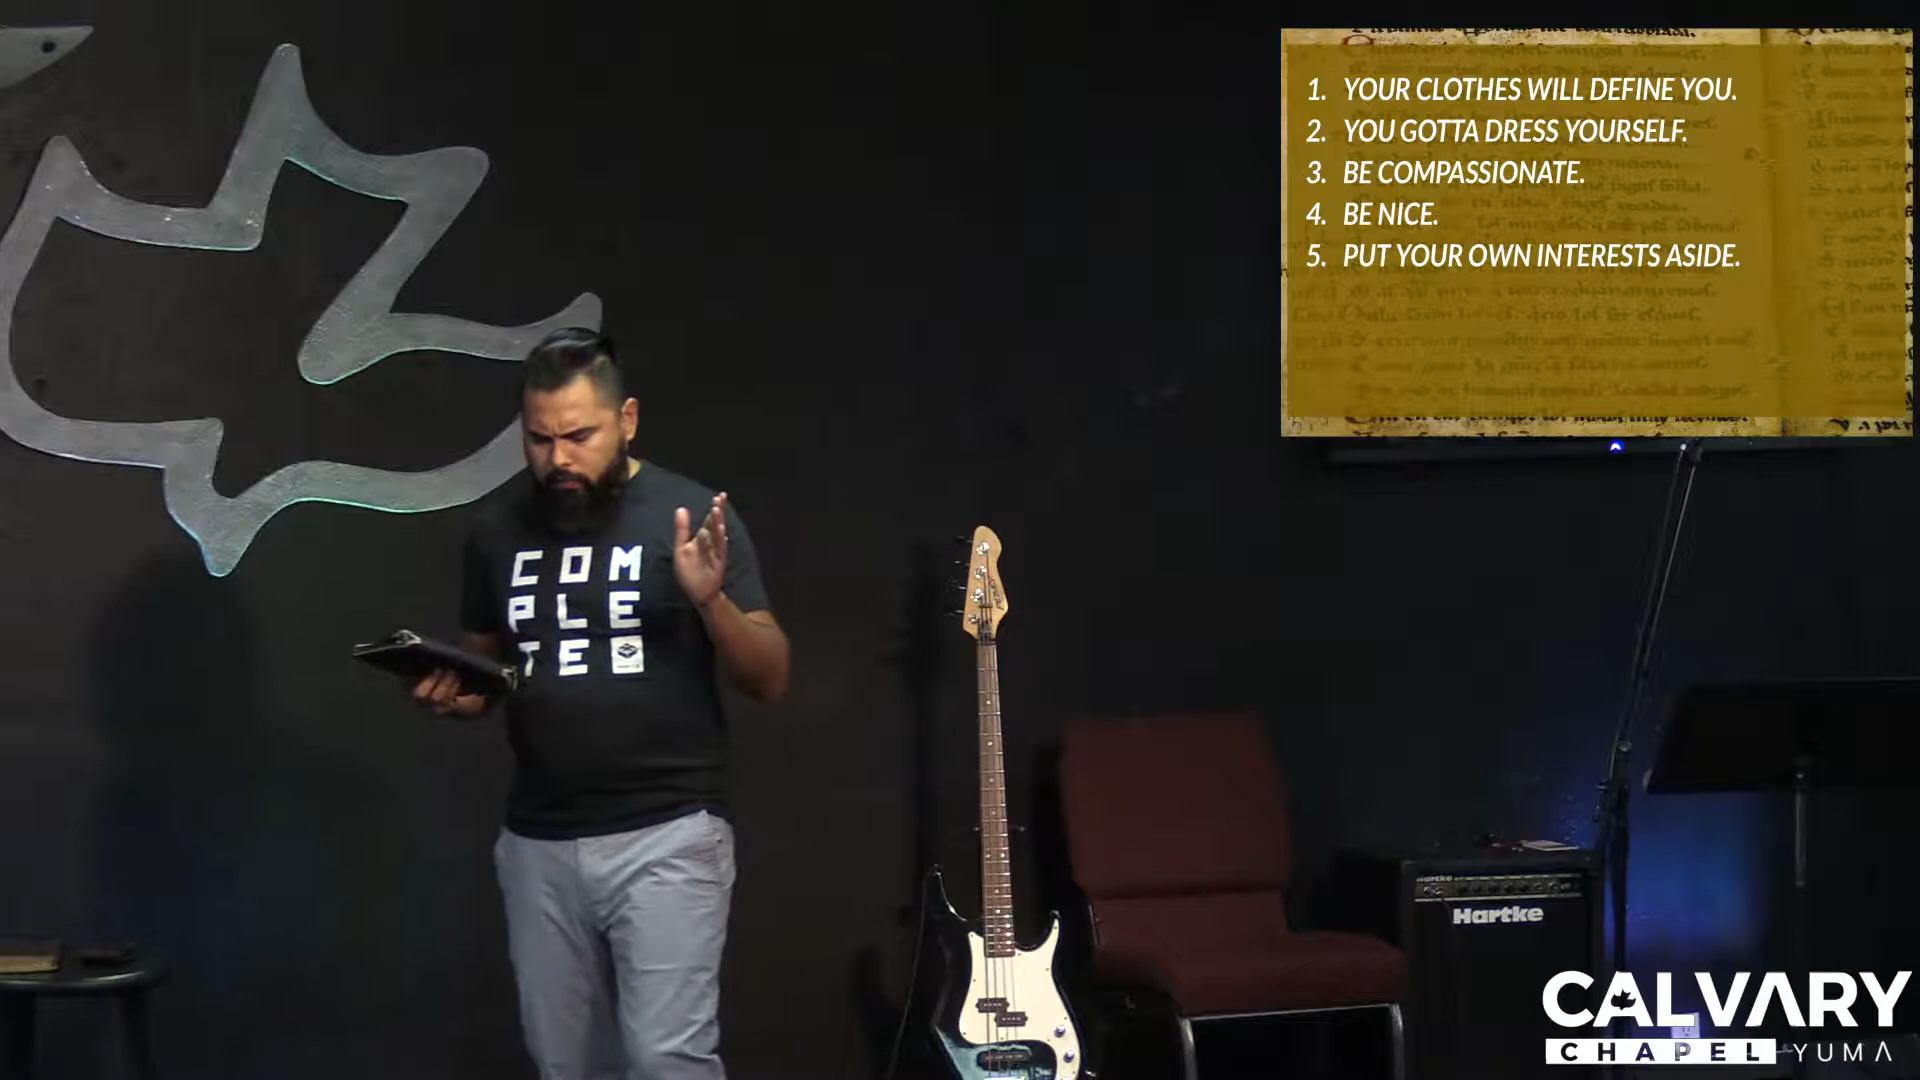 1. YOUR CLOTHES WILL DEFINE YOU.
2. YOU GOTTA DRESS YOURSELF.
3. BE COMPASSIONATE.
4. BE NICE.
5. PUT YOUR OWN INTERESTS ASIDE.
COM
PLE
TE
Hartke
CALVARY
CHAPEL YUMA